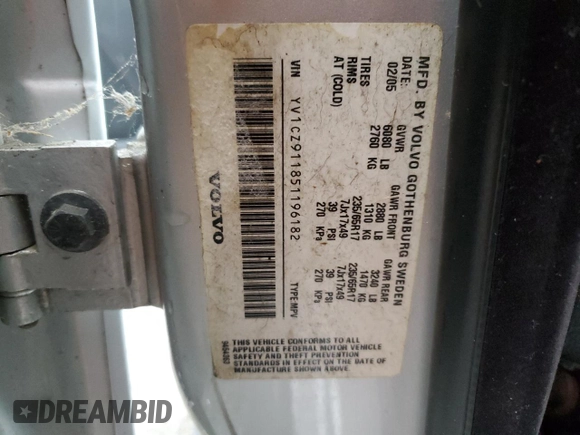 MFD. BY VOLVO GOTHENBURG SWEDEN
DATE: 02/05
GVWR 6080 LB 2760 KG
GAWR FRONT 2880 LB 1310 KG
GAWR REAR 3240 LB 1470 KG
TIRES 235/65R17 235/65R17
RIMS 7Jx17x49 7Jx17x49
AT (COLD) 39 PSI 270 KPa 39 PSI 270 KPa
VIN YV1CZ911851196182 TYPE:MPV
VOLVO
THIS VEHICLE CONFORMS TO ALL
APPLICABLE FEDERAL MOTOR VEHICLE
SAFETY AND THEFT PREVENTION
STANDARDS IN EFFECT ON THE DATE OF
MANUFACTURE SHOWN ABOVE.
DREAMBID